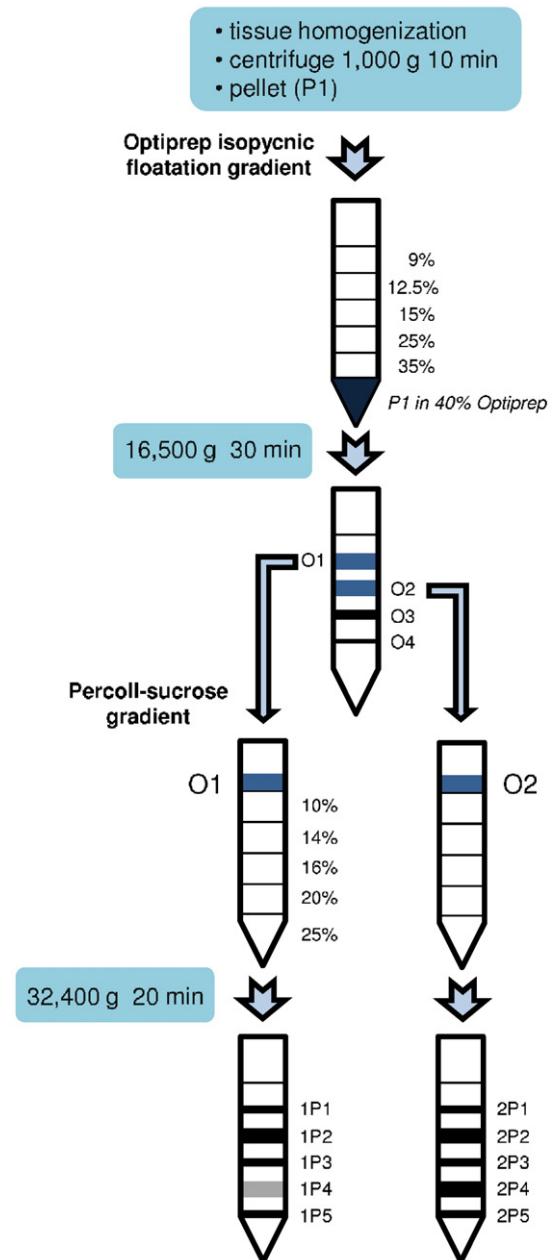 • tissue homogenization
• centrifuge 1,000 g 10 min
• pellet (P1)
Optiprep isopycnic
floatation gradient
9%
12.5%
15%
25%
35%
P1 in 40% Optiprep
16,500 g 30 min
O1
O2
O3
O4
Percoll-sucrose
gradient
O1
O2
10%
14%
16%
20%
25%
32,400 g 20 min
1P1
1P2
1P3
1P4
1P5
2P1
2P2
2P3
2P4
2P5